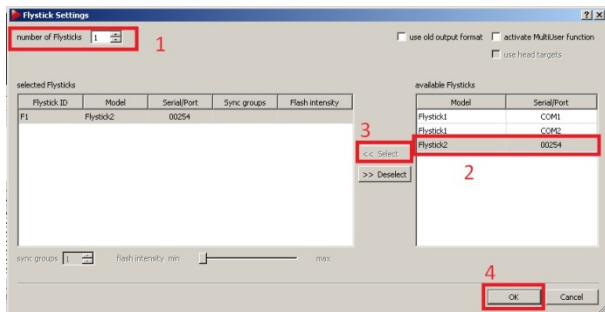 Flystick Settings
number of Flysticks 1
1
use old output format
activate MultiUser function
use head targets
selected Flysticks
Flystick ID Model Serial/Port Sync groups Flash intensity
F1 Flystick2 00254
3
<< Select
>> Deselect
available Flysticks
Model Serial/Port
Flystick1 COM1
Flystick1 COM2
Flystick2 00254
2
sync groups 1 flash intensity min max
4
OK Cancel